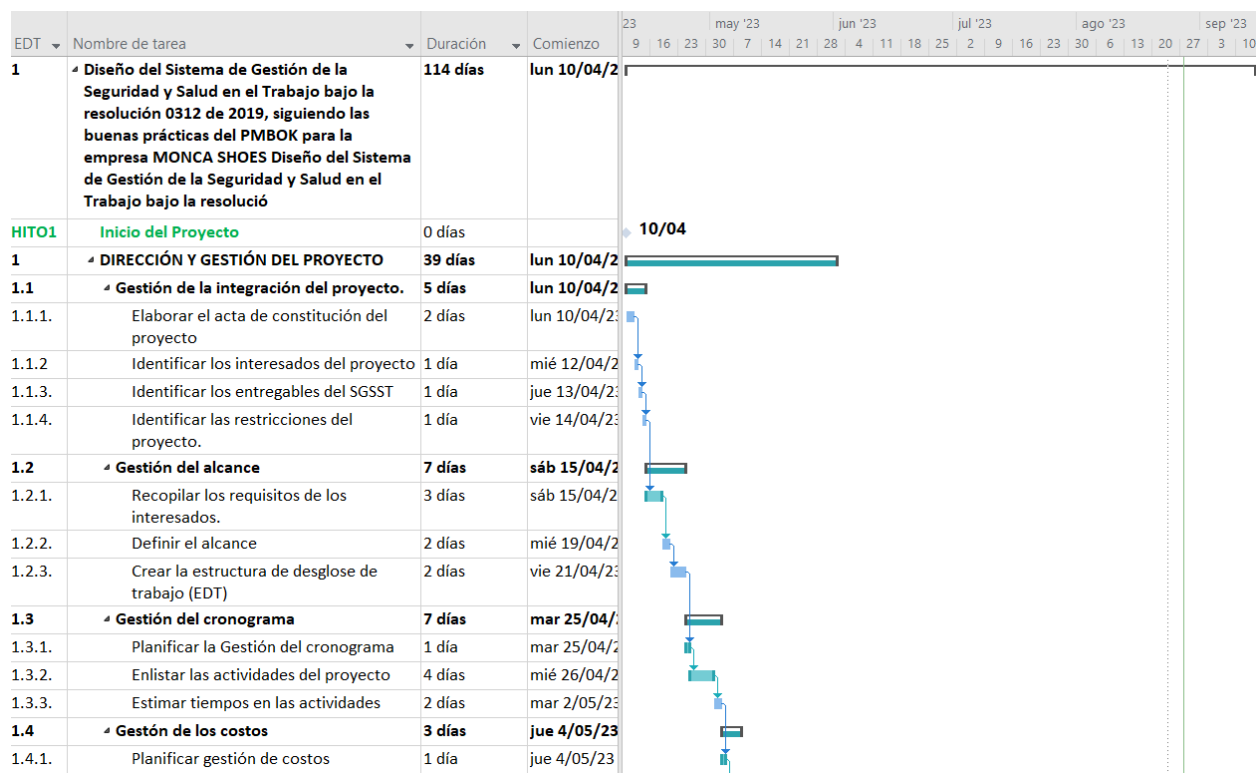 23 may '23 jun '23 jul '23 ago '23 sep '23
EDT Nombre de tarea Duración Comienzo 9 16 23 30 7 14 21 28 4 11 18 25 2 9 16 23 30 6 13 20 27 3 10
1 Diseño del Sistema de Gestión de la 114 días lun 10/04/2
Seguridad y Salud en el Trabajo bajo la
resolución 0312 de 2019, siguiendo las
buenas prácticas del PMBOK para la
empresa MONCA SHOES Diseño del Sistema
de Gestión de la Seguridad y Salud en el
Trabajo bajo la resolució
HITO1 Inicio del Proyecto 0 días 10/04
1 DIRECCIÓN Y GESTIÓN DEL PROYECTO 39 días lun 10/04/2
1.1 Gestión de la integración del proyecto. 5 días lun 10/04/2
1.1.1. Elaborar el acta de constitución del 2 días lun 10/04/23
proyecto
1.1.2 Identificar los interesados del proyecto 1 día mié 12/04/2
1.1.3. Identificar los entregables del SGSST 1 día jue 13/04/23
1.1.4. Identificar las restricciones del 1 día vie 14/04/23
proyecto.
1.2 Gestión del alcance 7 días sáb 15/04/2
1.2.1. Recopilar los requisitos de los 3 días sáb 15/04/2
interesados.
1.2.2. Definir el alcance 2 días mié 19/04/2
1.2.3. Crear la estructura de desglose de 2 días vie 21/04/23
trabajo (EDT)
1.3 Gestión del cronograma 7 días mar 25/04/
1.3.1. Planificar la Gestión del cronograma 1 día mar 25/04/2
1.3.2. Enlistar las actividades del proyecto 4 días mié 26/04/2
1.3.3. Estimar tiempos en las actividades 2 días mar 2/05/23
1.4 Gestón de los costos 3 días jue 4/05/23
1.4.1. Planificar gestión de costos 1 día jue 4/05/23